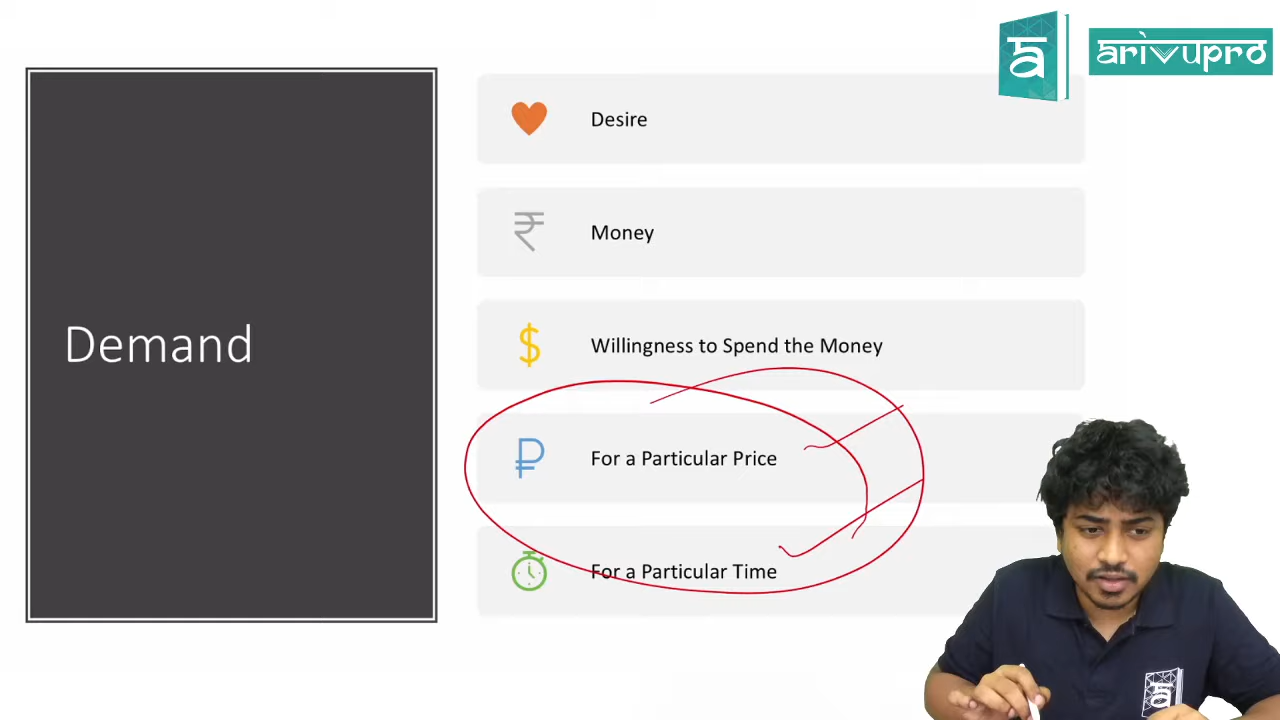 arivupro
Demand
Desire
Money
Willingness to Spend the Money
For a Particular Price
For a Particular Time